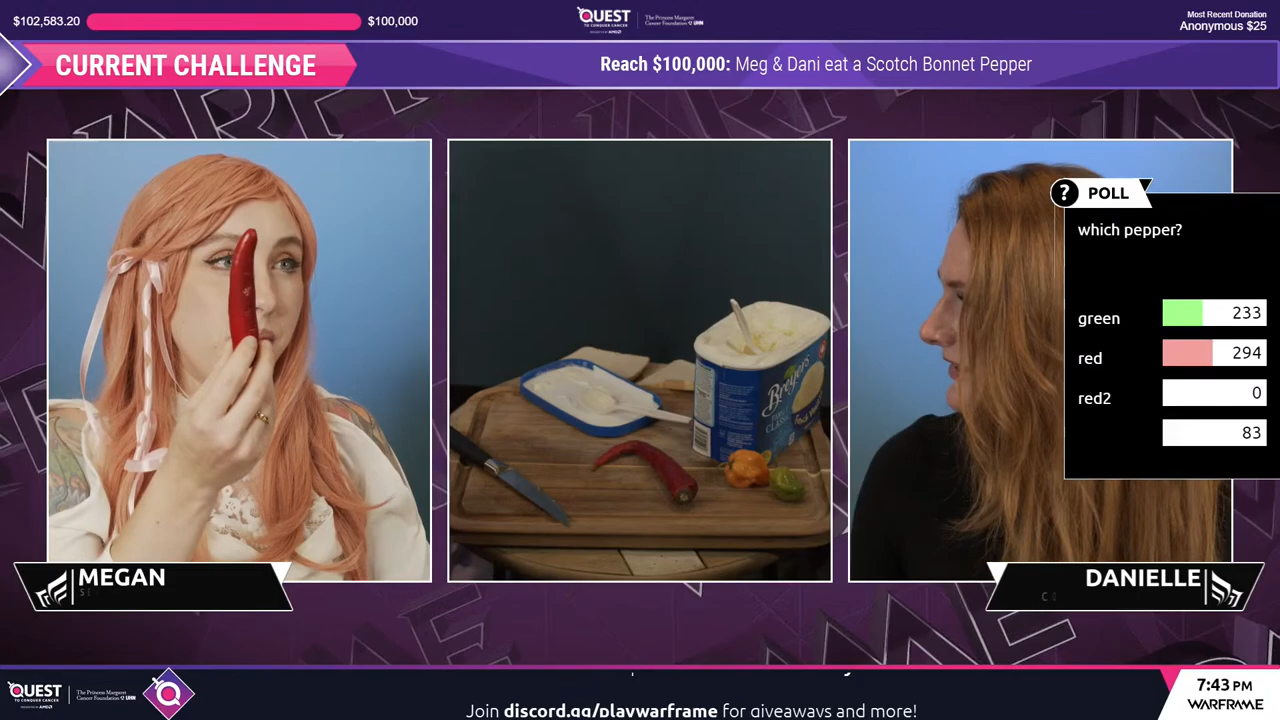 $102,583.20
$100,000
QUEST
TO CONQUER CANCER
The Princess Margaret
Cancer Foundation UHN
Most Recent Donation
Anonymous $25
CURRENT CHALLENGE
Reach $100,000: Meg & Dani eat a Scotch Bonnet Pepper
? POLL
which pepper?
green 233
red 294
red2 0
83
Breyers
CLASSIC
MEGAN
DANIELLE
QUEST
TO CONQUER CANCER
The Princess Margaret
Cancer Foundation UHN
Join discord.gg/playwarframe for giveaways and more!
7:43 PM
WARFRAME